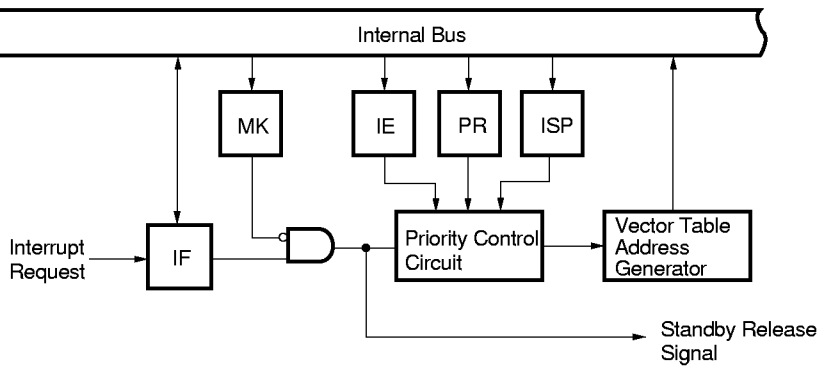 Internal Bus
MK
IE
PR
ISP
Interrupt
Request
IF
Priority Control
Circuit
Vector Table
Address
Generator
Standby Release
Signal